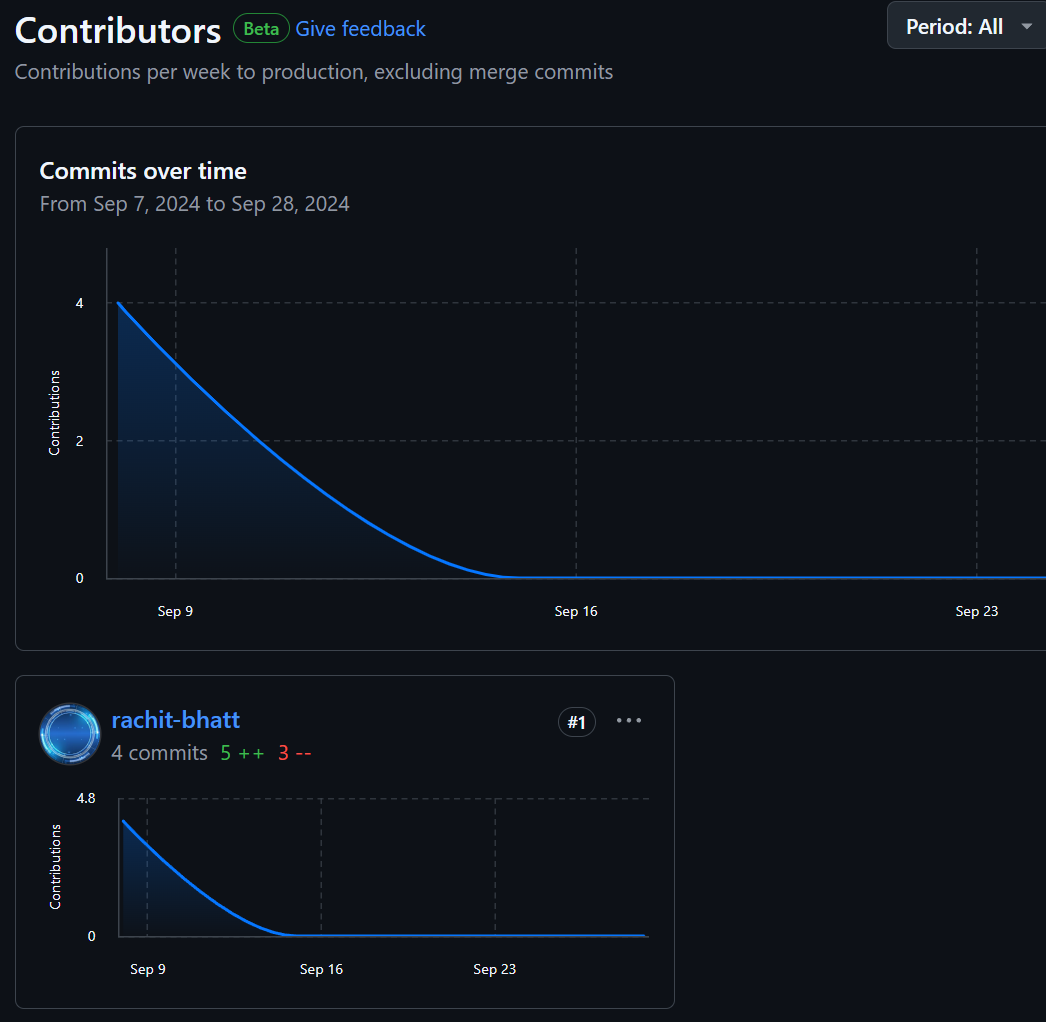 Contributors Beta Give feedback
Period: All
Contributions per week to production, excluding merge commits
Commits over time
From Sep 7, 2024 to Sep 28, 2024
4
Contributions
2
0
Sep 9 Sep 16 Sep 23
rachit-bhatt
#1
4 commits 5 ++ 3 --
4.8
Contributions
0
Sep 9 Sep 16 Sep 23